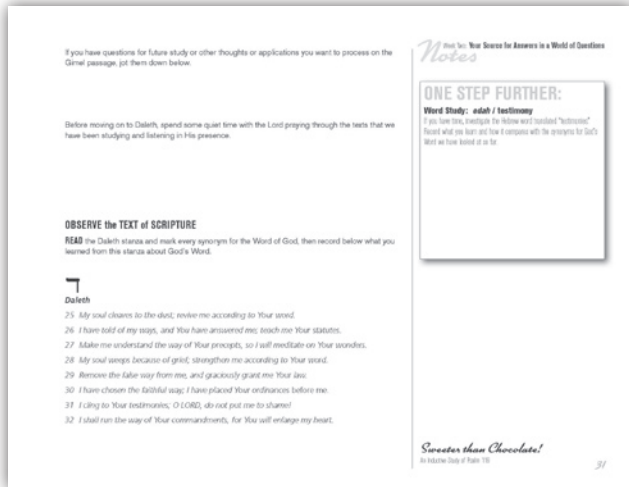 If you have questions for future study or other thoughts or applications you want to process on the
Gimel passage, jot them down below.
Before moving on to Daleth, spend some quiet time with the Lord praying through the texts that we
have been studying and listening in His presence.
OBSERVE the TEXT of SCRIPTURE
READ the Daleth stanza and mark every synonym for the Word of God, then record below what you
learned from this stanza about God's Word.
ד
Daleth
25 My soul cleaves to the dust; revive me according to Your word.
26 I have told of my ways, and You have answered me; teach me Your statutes.
27 Make me understand the way of Your precepts, so I will meditate on Your wonders.
28 My soul weeps because of grief; strengthen me according to Your word.
29 Remove the false way from me, and graciously grant me Your law.
30 I have chosen the faithful way; I have placed Your ordinances before me.
31 I cling to Your testimonies; O LORD, do not put me to shame!
32 I shall run the way of Your commandments, for You will enlarge my heart.
Week Two: Your Source for Answers in a World of Questions
Notes
ONE STEP FURTHER:
Word Study: edah / testimony
If you have time, investigate the Hebrew word translated "testimonies."
Record what you learn and how it compares with the synonyms for God's
Word we have looked at so far.
Sweeter than Chocolate!
An Inductive Study of Psalm 119
31